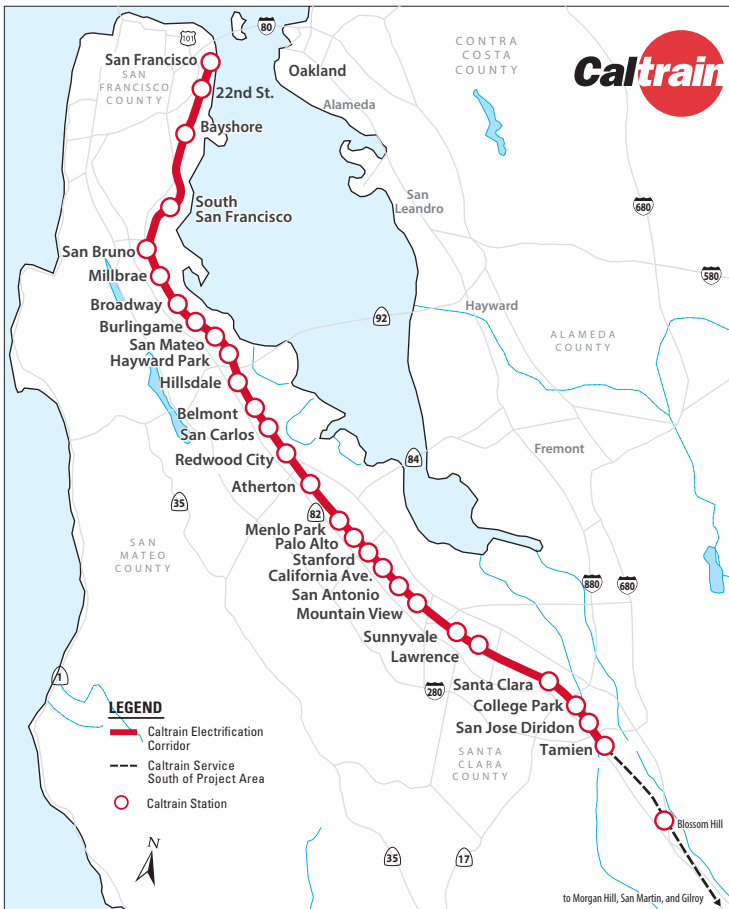 101
80
San Francisco
SAN
FRANCISCO
COUNTY
Oakland
CONTRA
COSTA
COUNTY
Caltrain
22nd St.
Alameda
Bayshore
San
Leandro
South
San Francisco
680
San Bruno
580
Millbrae
Broadway
Hayward
92
Burlingame
ALAMEDA
COUNTY
San Mateo
Hayward Park
Hillsdale
Belmont
San Carlos
Fremont
Redwood City
84
Atherton
35
82
Menlo Park
Palo Alto
SAN
MATEO
COUNTY
Stanford
California Ave.
880
680
San Antonio
Mountain View
Sunnyvale
Lawrence
1
Santa Clara
280
College Park
San Jose Diridon
Tamien
SANTA
CLARA
COUNTY
LEGEND
Caltrain Electrification
Corridor
Caltrain Service
South of Project Area
Caltrain Station
Blossom Hill
N
35
17
to Morgan Hill, San Martin, and Gilroy